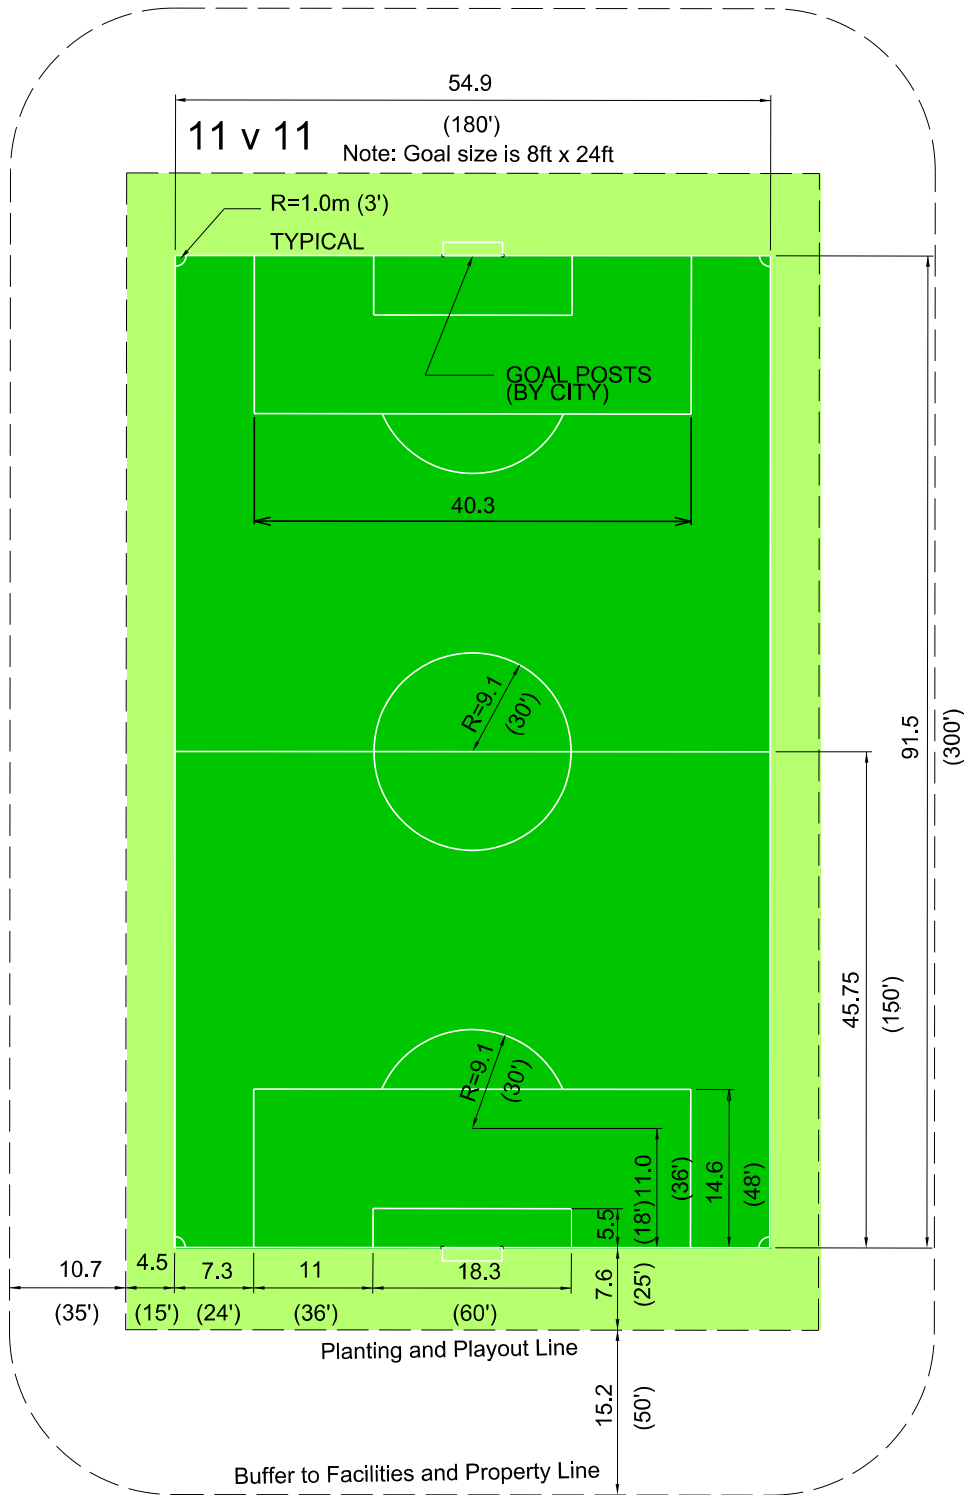 54.9
(180')
11 v 11
Note: Goal size is 8ft x 24ft
R=1.0m (3')
TYPICAL
GOAL POSTS
(BY CITY)
40.3
R=9.1
(30')
91.5
(300')
45.75
(150')
R=9.1
(30')
11.0
(36')
14.6
(48')
5.5
(18')
4.5
(15')
10.7
(35')
7.3
(24')
11
(36')
18.3
(60')
7.6
(25')
Planting and Playout Line
15.2
(50')
Buffer to Facilities and Property Line